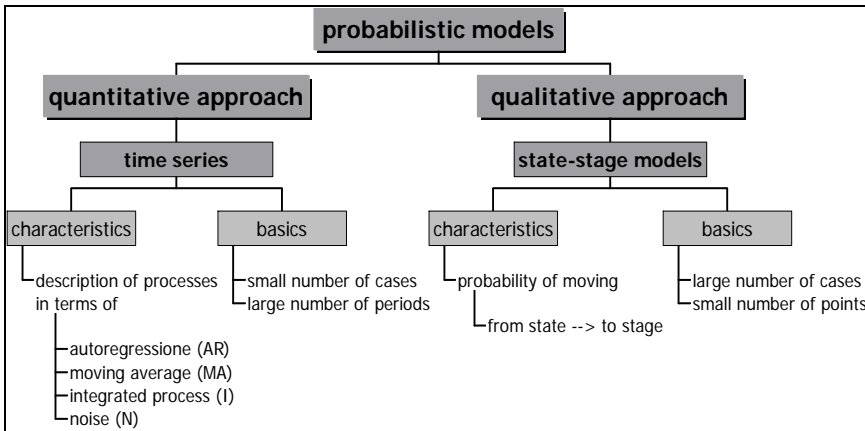 probabilistic models
quantitative approach
qualitative approach
time series
state-stage models
characteristics
basics
characteristics
basics
description of processes
in terms of
autoregressione (AR)
moving average (MA)
integrated process (I)
noise (N)
small number of cases
large number of periods
probability of moving
from state --> to stage
large number of cases
small number of points